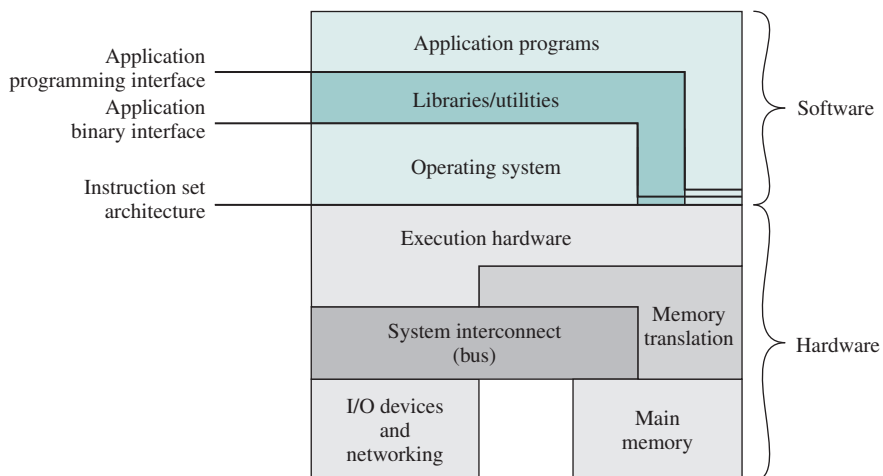 Application programs
Application
programming interface
Libraries/utilities
Application
binary interface
Software
Operating system
Instruction set
architecture
Execution hardware
Memory
translation
System interconnect
(bus)
Hardware
I/O devices
and
networking
Main
memory